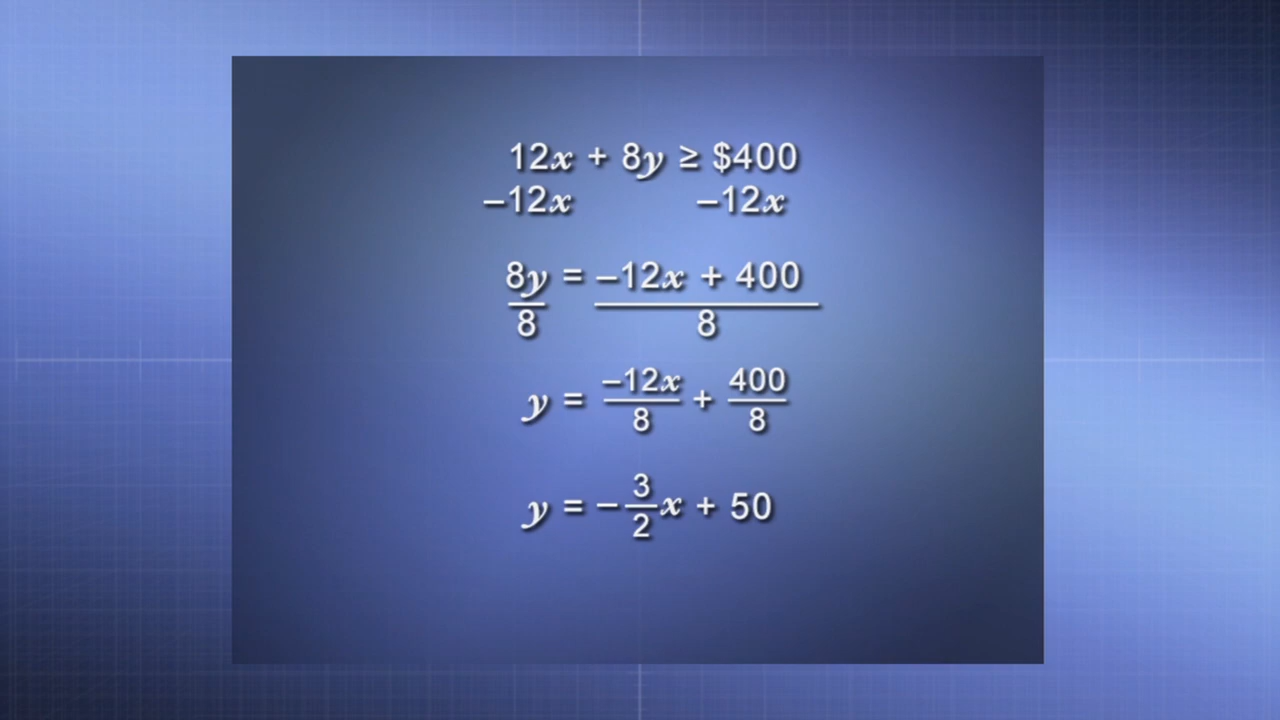 12x + 8y ≥ $400
–12x –12x
8y = –12x + 400
8 8
y = –12x/8 + 400/8
y = –3/2x + 50